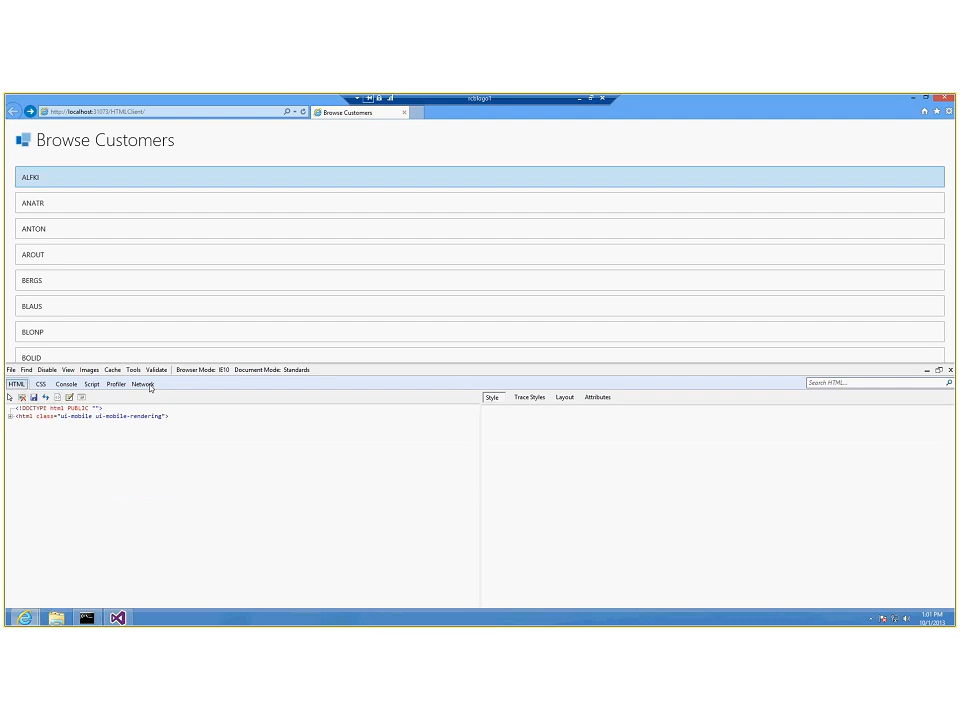 rcblogo1
http://localhost:31073/HTMLClient/
Browse Customers
Browse Customers
ALFKI
ANATR
ANTON
AROUT
BERGS
BLAUS
BLONP
BOLID
File Find Disable View Images Cache Tools Validate Browser Mode: IE10 Document Mode: Standards
HTML CSS Console Script Profiler Network
Search HTML...
Style Trace Styles Layout Attributes
<!DOCTYPE html PUBLIC "">
<html class="ui-mobile ui-mobile-rendering">
1:01 PM
10/1/2013